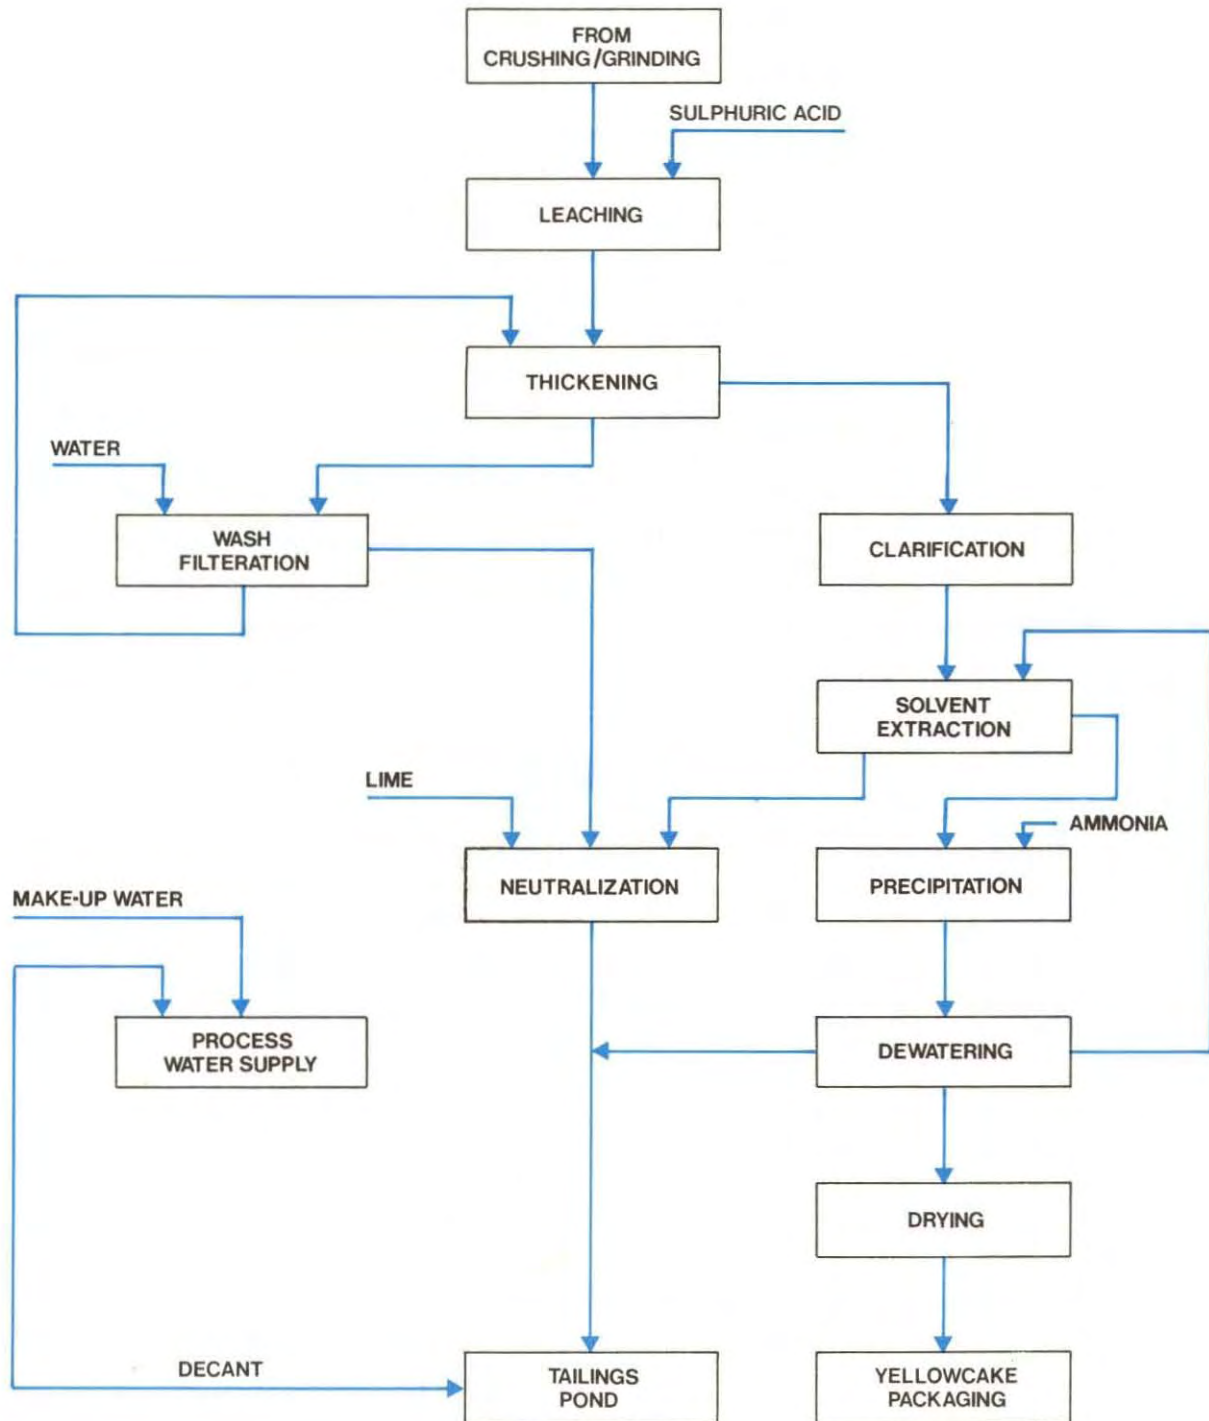 FROM
CRUSHING/GRINDING
SULPHURIC ACID
LEACHING
THICKENING
WATER
WASH
FILTERATION
CLARIFICATION
SOLVENT
EXTRACTION
LIME
AMMONIA
NEUTRALIZATION
PRECIPITATION
MAKE-UP WATER
PROCESS
WATER SUPPLY
DEWATERING
DRYING
DECANT
TAILINGS
POND
YELLOWCAKE
PACKAGING